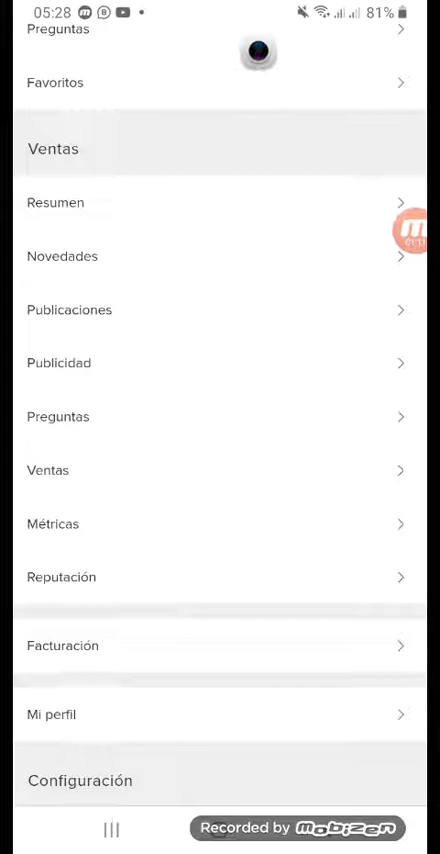 05:28 81%
Preguntas
Favoritos
Ventas
Resumen
Novedades
Publicaciones
Publicidad
Preguntas
Ventas
Métricas
Reputación
Facturación
Mi perfil
Configuración
Recorded by mobizen